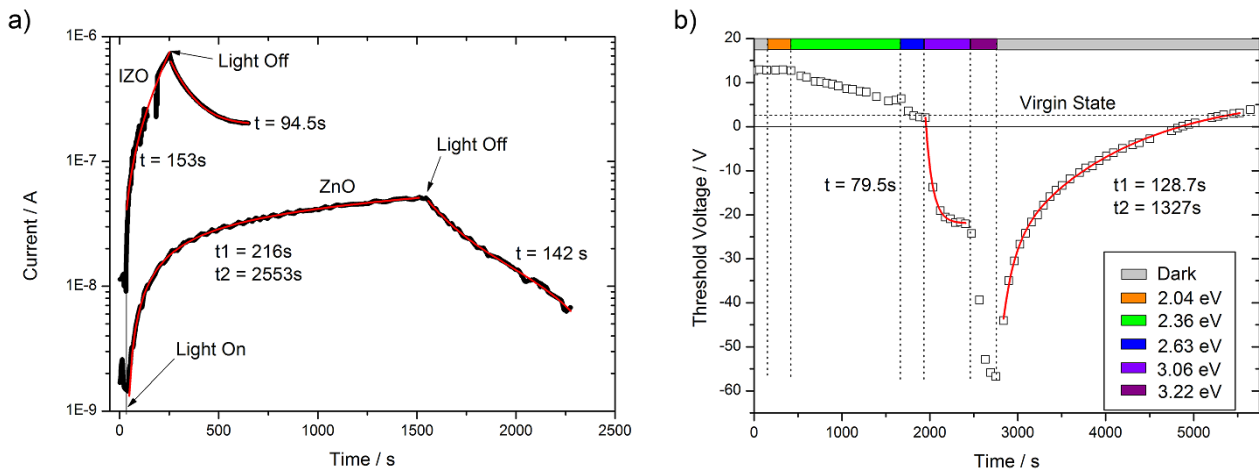 a)
1E-6
1E-7
1E-8
1E-9
Current / A
IZO
Light Off
t = 94.5s
t = 153s
Light Off
ZnO
t1 = 216s
t2 = 2553s
t = 142 s
Light On
0
500
1000
1500
2000
2500
Time / s
b)
20
10
0
-10
-20
-30
-40
-50
-60
Threshold Voltage / V
Virgin State
t = 79.5s
t1 = 128.7s
t2 = 1327s
Dark
2.04 eV
2.36 eV
2.63 eV
3.06 eV
3.22 eV
0
1000
2000
3000
4000
5000
Time / s